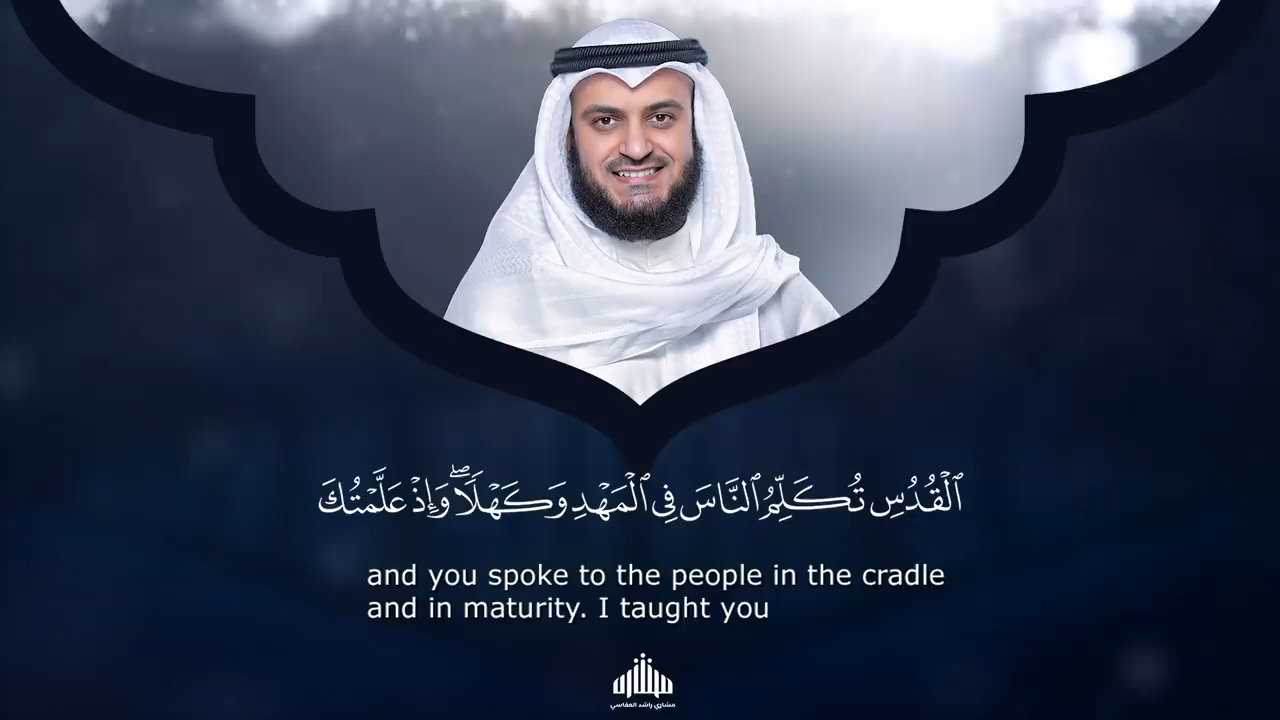 ٱلْقُدُسِ تُكَلِّمُ ٱلنَّاسَ فِى ٱلْمَهْدِ وَكَهْلًاۖ وَإِذْ عَلَّمْتُكَ
and you spoke to the people in the cradle
and in maturity. I taught you
مشاري راشد العفاسي